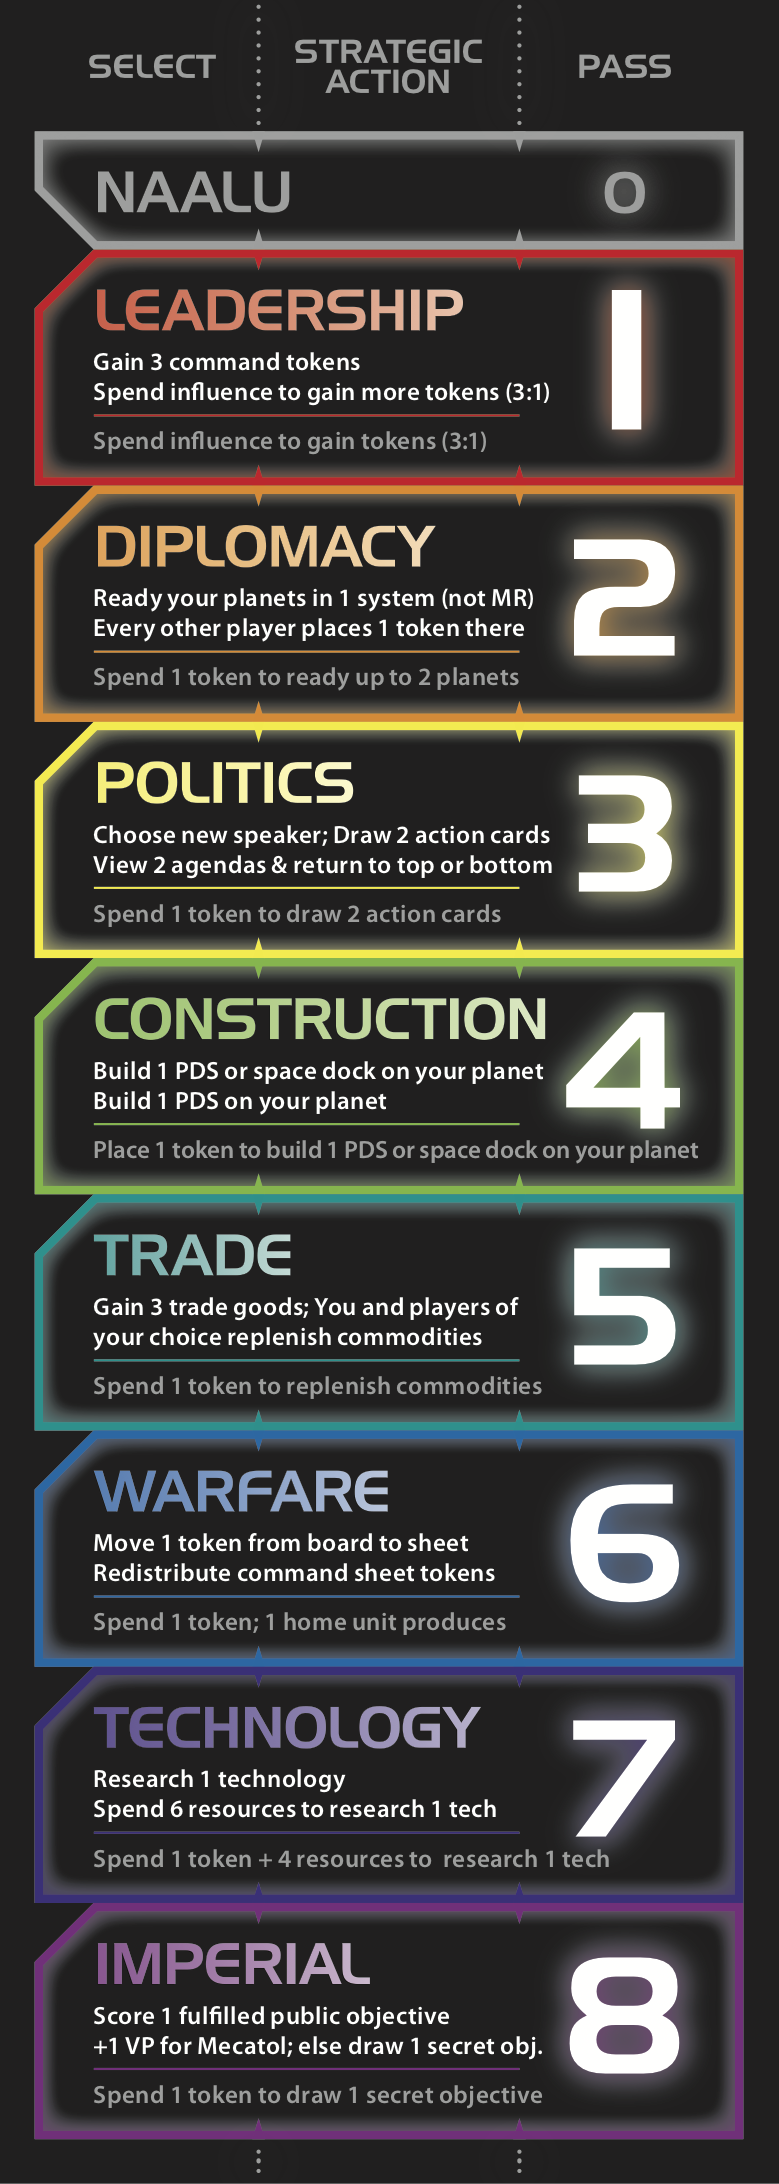 SELECT
STRATEGIC
ACTION
PASS
NAALU
0
LEADERSHIP
1
Gain 3 command tokens
Spend influence to gain more tokens (3:1)
Spend influence to gain tokens (3:1)
DIPLOMACY
2
Ready your planets in 1 system (not MR)
Every other player places 1 token there
Spend 1 token to ready up to 2 planets
POLITICS
3
Choose new speaker; Draw 2 action cards
View 2 agendas & return to top or bottom
Spend 1 token to draw 2 action cards
CONSTRUCTION
4
Build 1 PDS or space dock on your planet
Build 1 PDS on your planet
Place 1 token to build 1 PDS or space dock on your planet
TRADE
5
Gain 3 trade goods; You and players of
your choice replenish commodities
Spend 1 token to replenish commodities
WARFARE
6
Move 1 token from board to sheet
Redistribute command sheet tokens
Spend 1 token; 1 home unit produces
TECHNOLOGY
7
Research 1 technology
Spend 6 resources to research 1 tech
Spend 1 token + 4 resources to research 1 tech
IMPERIAL
8
Score 1 fulfilled public objective
+1 VP for Mecatol; else draw 1 secret obj.
Spend 1 token to draw 1 secret objective